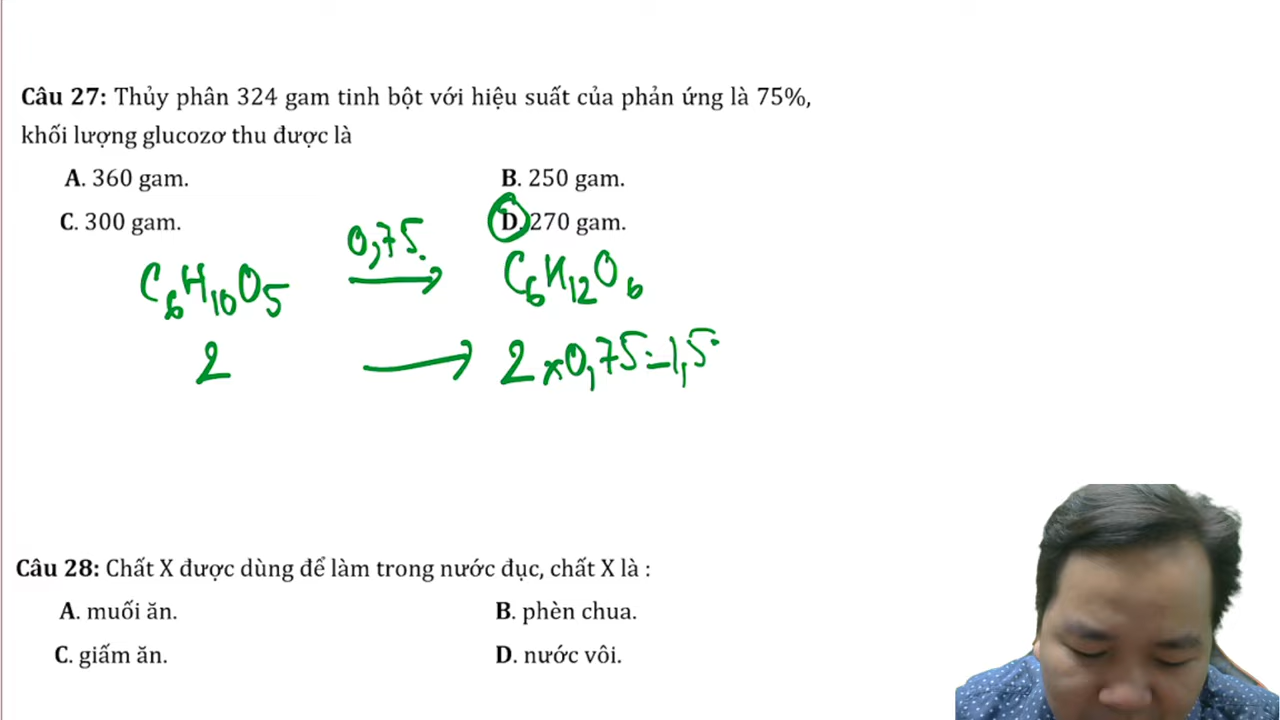 Câu 27: Thủy phân 324 gam tinh bột với hiệu suất của phản ứng là 75%,
khối lượng glucozơ thu được là
A. 360 gam.
B. 250 gam.
C. 300 gam.
D. 270 gam.
0,75.
C6H10O5 → C6H12O6
2 → 2 × 0,75 = 1,5
Câu 28: Chất X được dùng để làm trong nước đục, chất X là :
A. muối ăn.
B. phèn chua.
C. giấm ăn.
D. nước vôi.